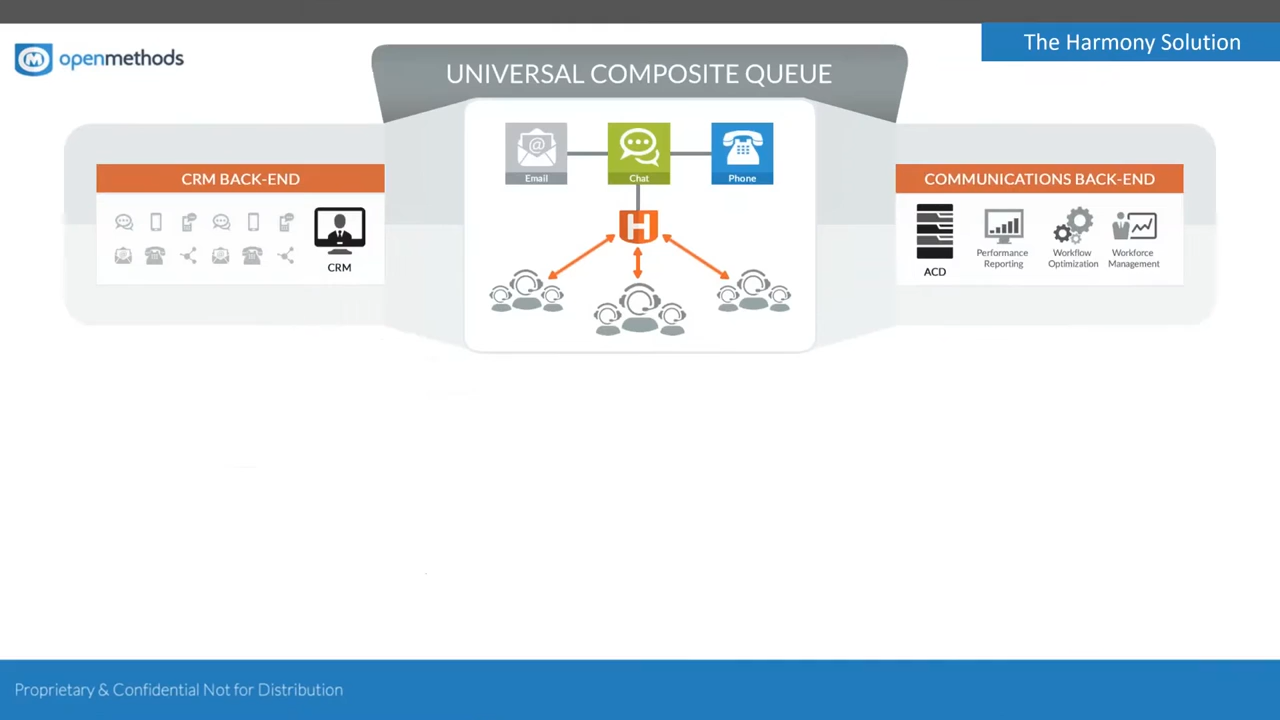 openmethods
The Harmony Solution
UNIVERSAL COMPOSITE QUEUE
Email
Chat
Phone
H
CRM BACK-END
CRM
COMMUNICATIONS BACK-END
ACD
Performance
Reporting
Workflow
Optimization
Workforce
Management
Proprietary & Confidential Not for Distribution